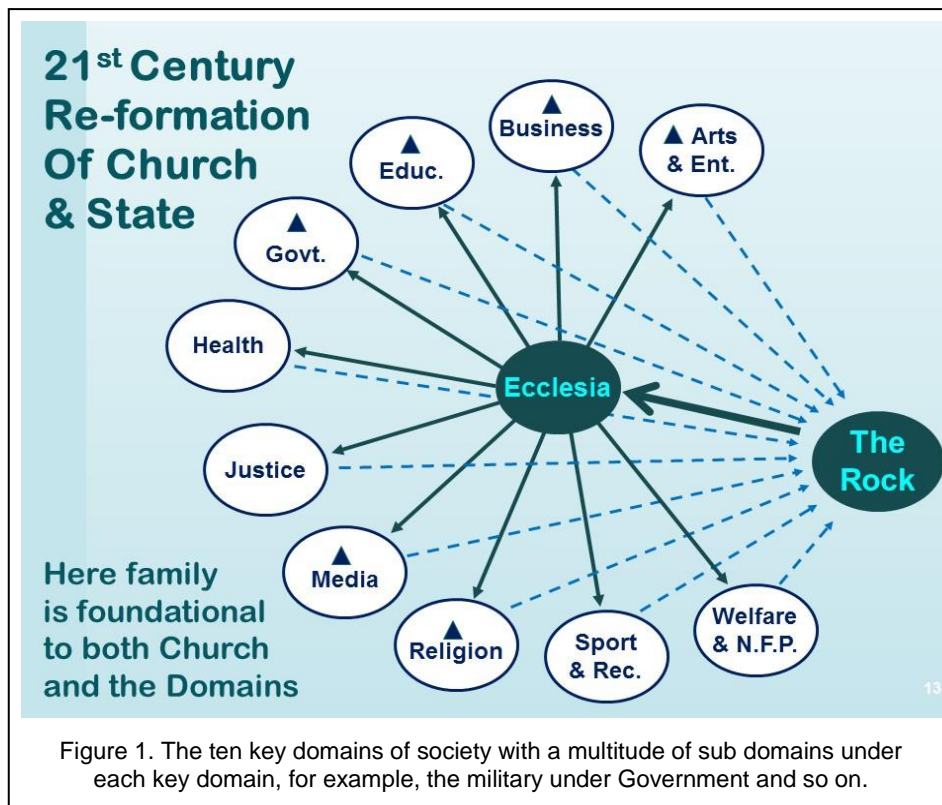 21st Century
Re-formation
Of Church
& State
▲
Business
▲ Arts
& Ent.
▲
Educ.
▲
Govt.
Health
Ecclesia
The
Rock
Justice
▲
Media
▲
Religion
Sport
& Rec.
Welfare
& N.F.P.
Here family
is foundational
to both Church
and the Domains
13
Figure 1. The ten key domains of society with a multitude of sub domains under
each key domain, for example, the military under Government and so on.